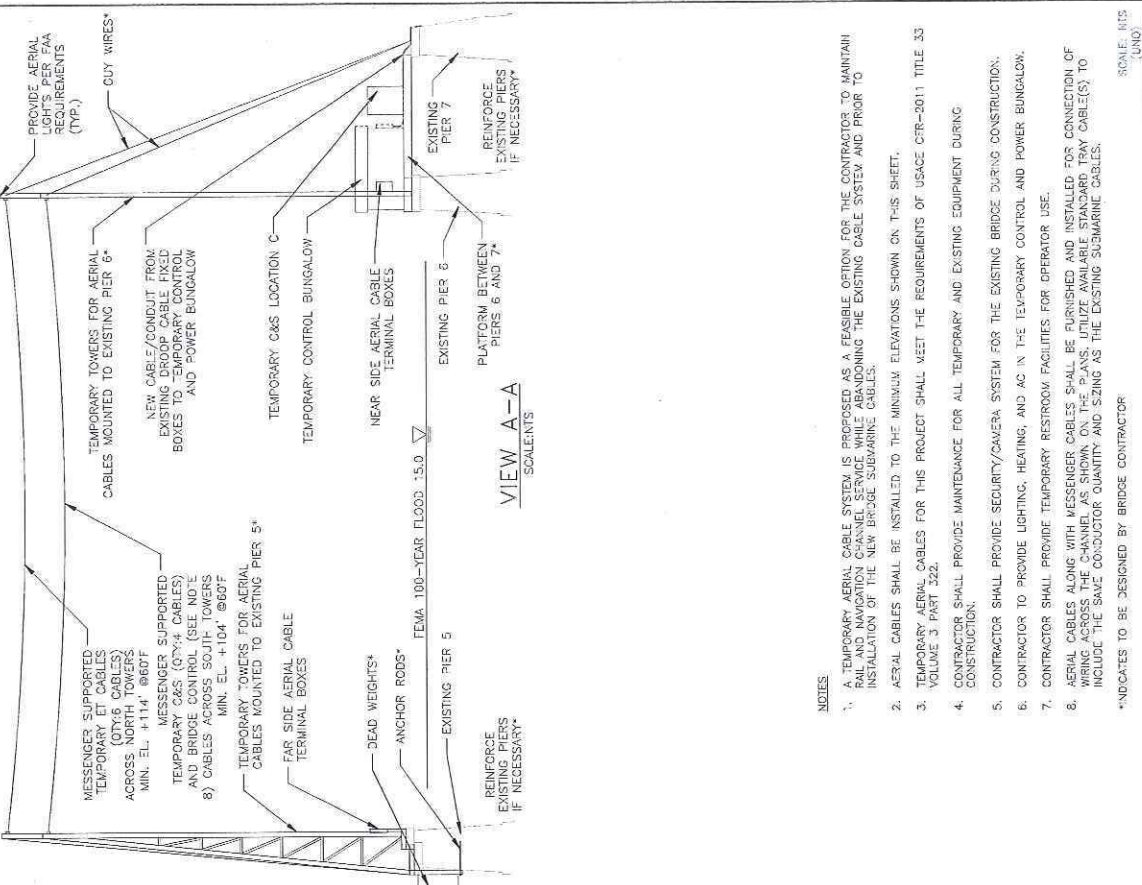 PROVIDE AERIAL
LIGHTS PER FAA
REQUIREMENTS
(TYP.)
GUY WIRES*
MESSENGER SUPPORTED
TEMPORARY ET CABLES
(QTY:6 CABLES)
ACROSS NORTH TOWERS
MIN. EL. +114' @60°F
MESSENGER SUPPORTED
TEMPORARY C&S (QTY:4 CABLES)
AND BRIDGE CONTROL (SEE NOTE
8) CABLES ACROSS SOUTH TOWERS
MIN. EL. +104' @60°F
TEMPORARY TOWERS FOR AERIAL
CABLES MOUNTED TO EXISTING PIER 5*
FAR SIDE AERIAL CABLE
TERMINAL BOXES
DEAD WEIGHTS*
ANCHOR RODS*
FEMA 100-YEAR FLOOD 15.0
EXISTING PIER 5
REINFORCE
EXISTING PIERS
IF NECESSARY*
TEMPORARY TOWERS FOR AERIAL
CABLES MOUNTED TO EXISTING PIER 6*
NEW CABLE/CONDUIT FROM
EXISTING DROOP CABLE FIXED
BOXES TO TEMPORARY CONTROL
AND POWER BUNGALOW
TEMPORARY C&S LOCATION C
TEMPORARY CONTROL BUNGALOW
NEAR SIDE AERIAL CABLE
TERMINAL BOXES
EXISTING PIER 6
PLATFORM BETWEEN
PIERS 6 AND 7*
EXISTING
PIER 7
REINFORCE
EXISTING PIERS
IF NECESSARY*
VIEW A-A
SCALE:NTS
NOTES
1. A TEMPORARY AERIAL CABLE SYSTEM IS PROPOSED AS A FEASIBLE OPTION FOR THE CONTRACTOR TO MAINTAIN
RAIL AND NAVIGATION CHANNEL SERVICE WHILE ABANDONING THE EXISTING CABLE SYSTEM AND PRIOR TO
INSTALLATION OF THE NEW BRIDGE SUBMARINE CABLES.
2. AERIAL CABLES SHALL BE INSTALLED TO THE MINIMUM ELEVATIONS SHOWN ON THIS SHEET.
3. TEMPORARY AERIAL CABLES FOR THIS PROJECT SHALL MEET THE REQUIREMENTS OF USAGE CFR-2011 TITLE 33
VOLUME 3 PART 322.
4. CONTRACTOR SHALL PROVIDE MAINTENANCE FOR ALL TEMPORARY AND EXISTING EQUIPMENT DURING
CONSTRUCTION.
5. CONTRACTOR SHALL PROVIDE SECURITY/CAMERA SYSTEM FOR THE EXISTING BRIDGE DURING CONSTRUCTION.
6. CONTRACTOR TO PROVIDE LIGHTING, HEATING, AND AC IN THE TEMPORARY CONTROL AND POWER BUNGALOW.
7. CONTRACTOR SHALL PROVIDE TEMPORARY RESTROOM FACILITIES FOR OPERATOR USE.
8. AERIAL CABLES ALONG WITH MESSENGER CABLES SHALL BE FURNISHED AND INSTALLED FOR CONNECTION OF
WIRING ACROSS THE CHANNEL AS SHOWN ON THE PLANS. UTILIZE AVAILABLE STANDARD TRAY CABLE(S) TO
INCLUDE THE SAME CONDUCTOR QUANTITY AND SIZING AS THE EXISTING SUBMARINE CABLES.
*INDICATES TO BE DESIGNED BY BRIDGE CONTRACTOR
SCALE: NTS
(UNO)